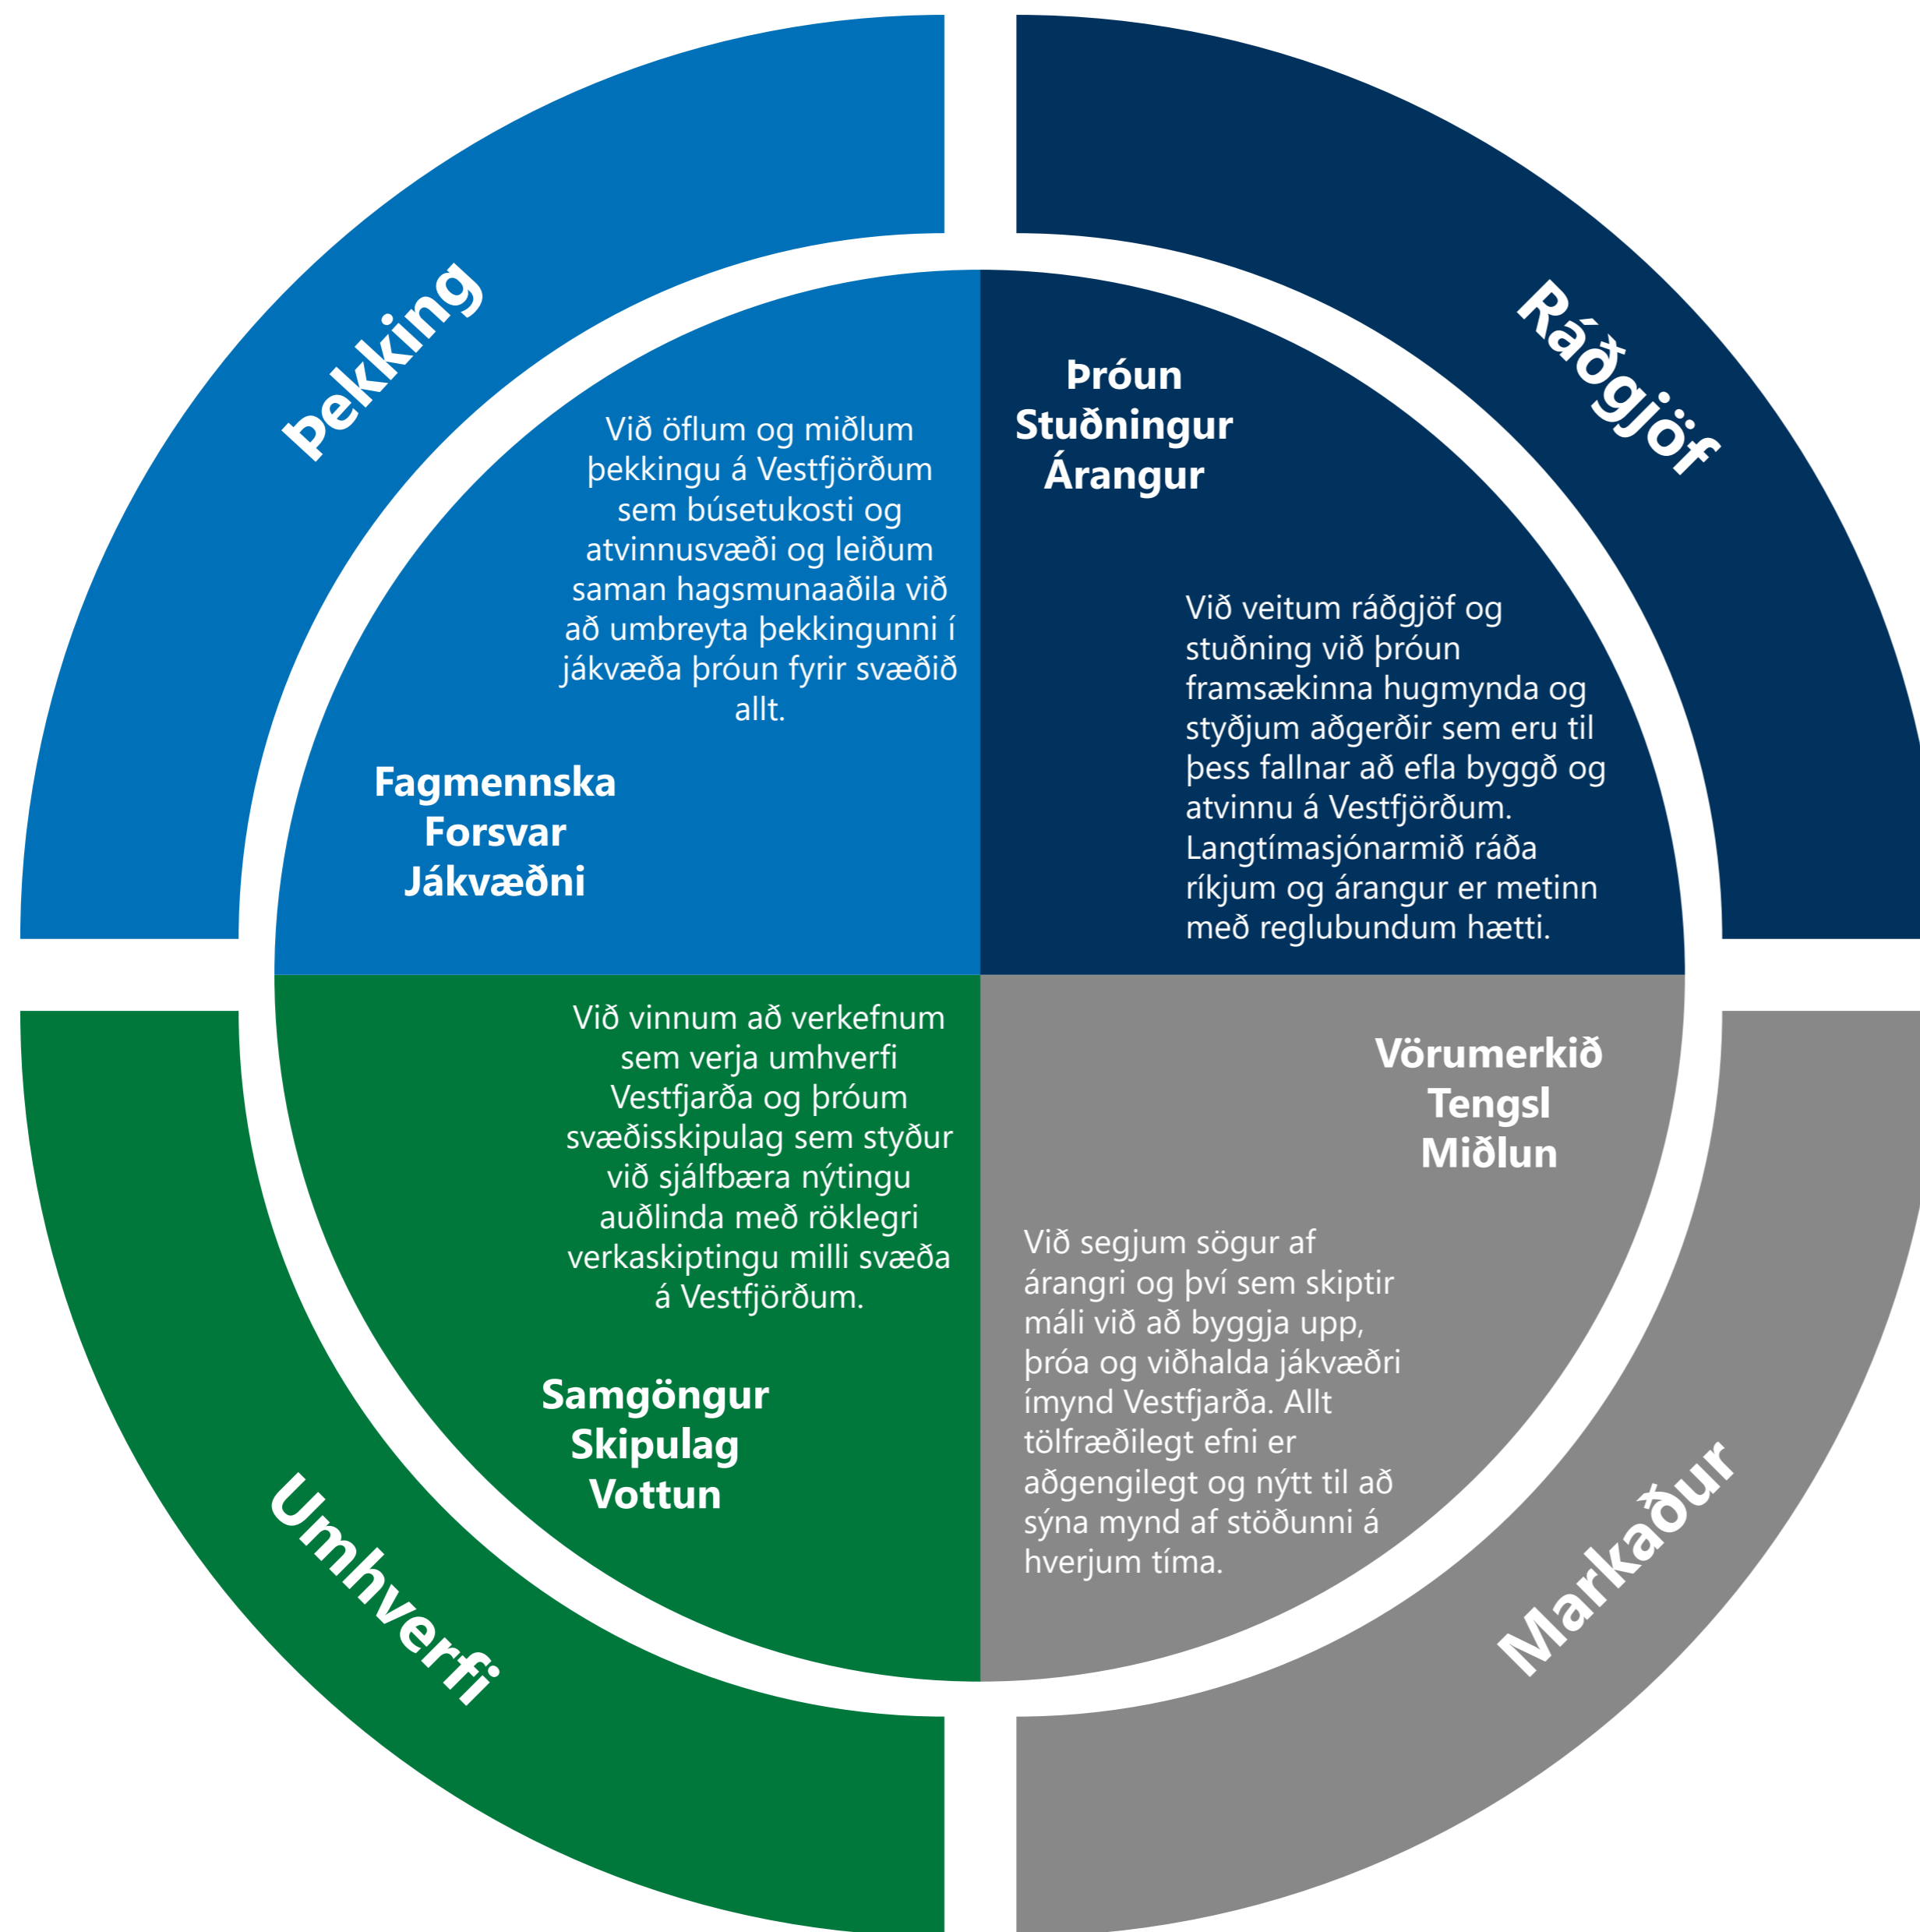 Þekking
Við öflum og miðlum
þekkingu á Vestfjörðum
sem búsetukosti og
atvinnusvæði og leiðum
saman hagsmunaaðila við
að umbreyta þekkingunni í
jákvæða þróun fyrir svæðið
allt.
Fagmennska
Forsvar
Jákvæðni
Ráðgjöf
Þróun
Stuðningur
Árangur
Við veitum ráðgjöf og
stuðning við þróun
framsækinna hugmynda og
styðjum aðgerðir sem eru til
þess fallnar að efla byggð og
atvinnu á Vestfjörðum.
Langtímasjónarmið ráða
ríkjum og árangur er metinn
með reglubundum hætti.
Við vinnum að verkefnum
sem verja umhverfi
Vestfjarða og þróum
svæðisskipulag sem styður
við sjálfbæra nýtingu
auðlinda með röklegri
verkaskiptingu milli svæða
á Vestfjörðum.
Samgöngur
Skipulag
Vottun
Umhverfi
Vörumerkið
Tengsl
Miðlun
Við segjum sögur af
árangri og því sem skiptir
máli við að byggja upp,
þróa og viðhalda jákvæðri
ímynd Vestfjarða. Allt
tölfræðilegt efni er
aðgengilegt og nýtt til að
sýna mynd af stöðunni á
hverjum tíma.
Markaður